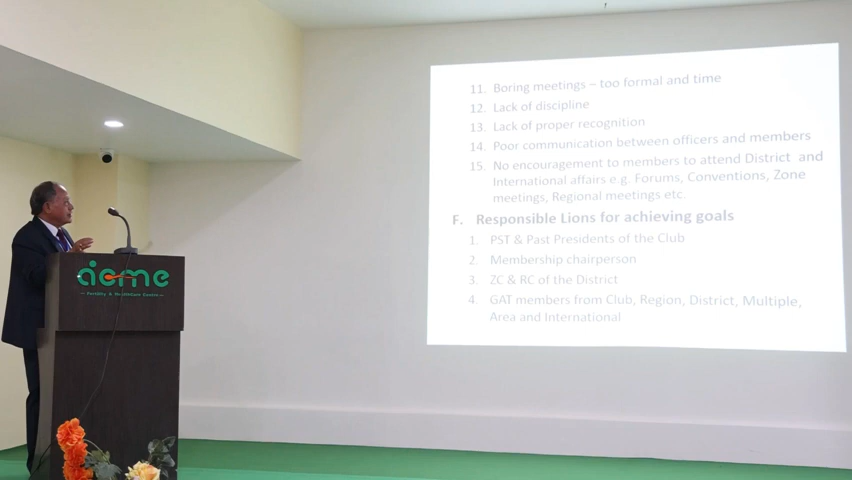 11. Boring meetings – too formal and time
12. Lack of discipline
13. Lack of proper recognition
14. Poor communication between officers and members
15. No encouragement to members to attend District and
International affairs e.g. Forums, Conventions, Zone
meetings, Regional meetings etc.
F. Responsible Lions for achieving goals
1. PST & Past Presidents of the Club
2. Membership chairperson
3. ZC & RC of the District
4. GAT members from Club, Region, District, Multiple,
Area and International
acme
Fertility & HealthCare Centre